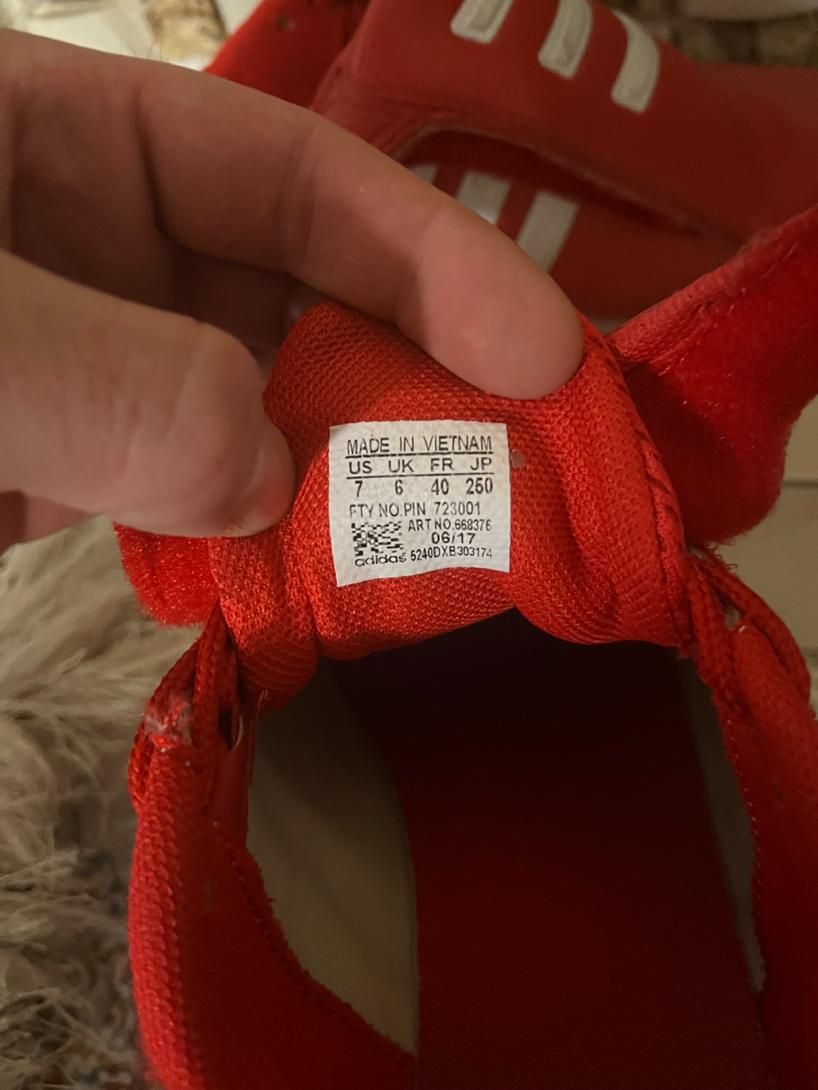 MADE IN VIETNAM
US UK FR JP
7 6 40 250
FTY NO.PIN 723001
ART NO.668376
06/17
adidas 5240DXB303174